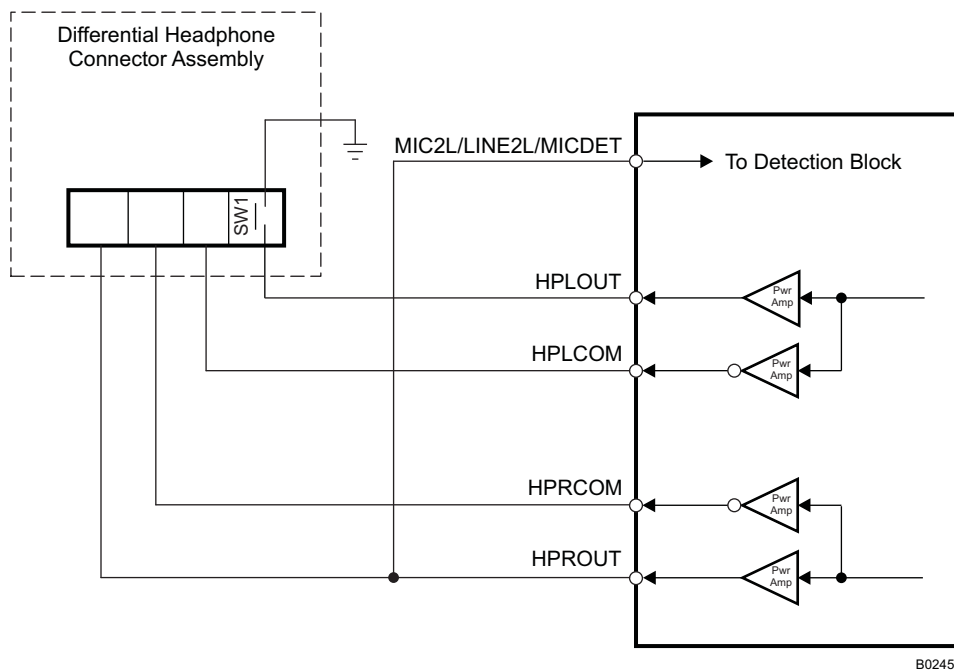 Differential Headphone
Connector Assembly
MIC2L/LINE2L/MICDET
To Detection Block
SW1
HPLOUT
Pwr
Amp
HPLCOM
Pwr
Amp
HPRCOM
Pwr
Amp
HPROUT
Pwr
Amp
B0245